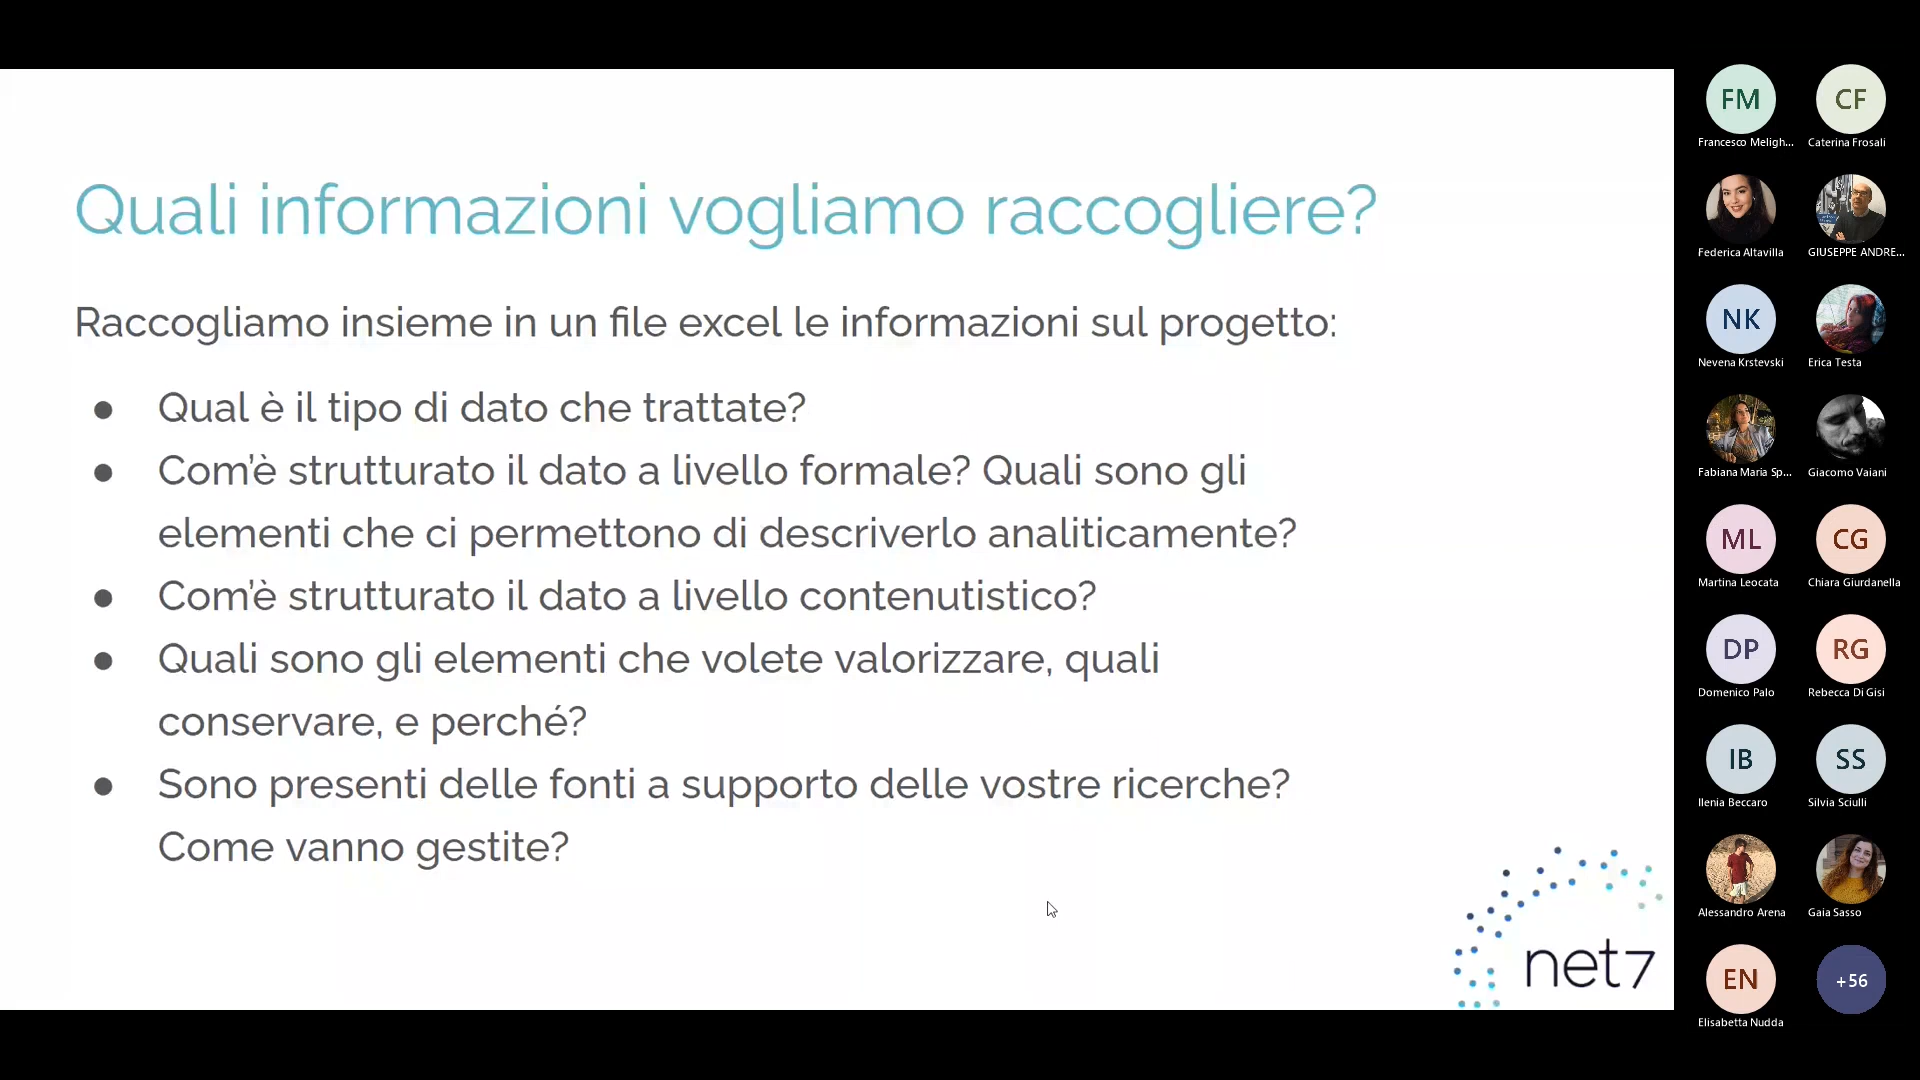 Quali informazioni vogliamo raccogliere?
Raccogliamo insieme in un file excel le informazioni sul progetto:
● Qual è il tipo di dato che trattate?
● Com'è strutturato il dato a livello formale? Quali sono gli
elementi che ci permettono di descriverlo analiticamente?
● Com'è strutturato il dato a livello contenutistico?
● Quali sono gli elementi che volete valorizzare, quali
conservare, e perché?
● Sono presenti delle fonti a supporto delle vostre ricerche?
Come vanno gestite?
net7
FM
Francesco Meligh...
CF
Caterina Frosali
Federica Altavilla
GIUSEPPE ANDRE...
NK
Nevena Krstevski
Erica Testa
Fabiana Maria Sp...
Giacomo Vaiani
ML
Martina Leocata
CG
Chiara Giurdanella
DP
Domenico Palo
RG
Rebecca Di Gisi
IB
Ilenia Beccaro
SS
Silvia Sciulli
Alessandro Arena
Gaia Sasso
EN
Elisabetta Nudda
+56